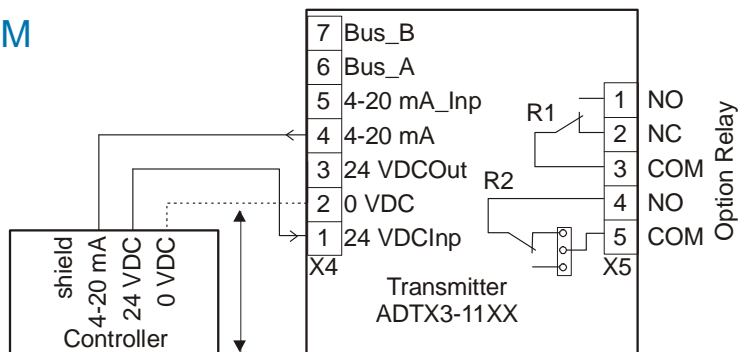 M
7 Bus_B
6 Bus_A
5 4-20 mA_Inp
4 4-20 mA
3 24 VDCOut
2 0 VDC
1 24 VDCInp
X4
R1
R2
1 NO
2 NC
3 COM
4 NO
5 COM
X5
Option Relay
Transmitter
ADTX3-11XX
shield
4-20 mA
24 VDC
0 VDC
Controller